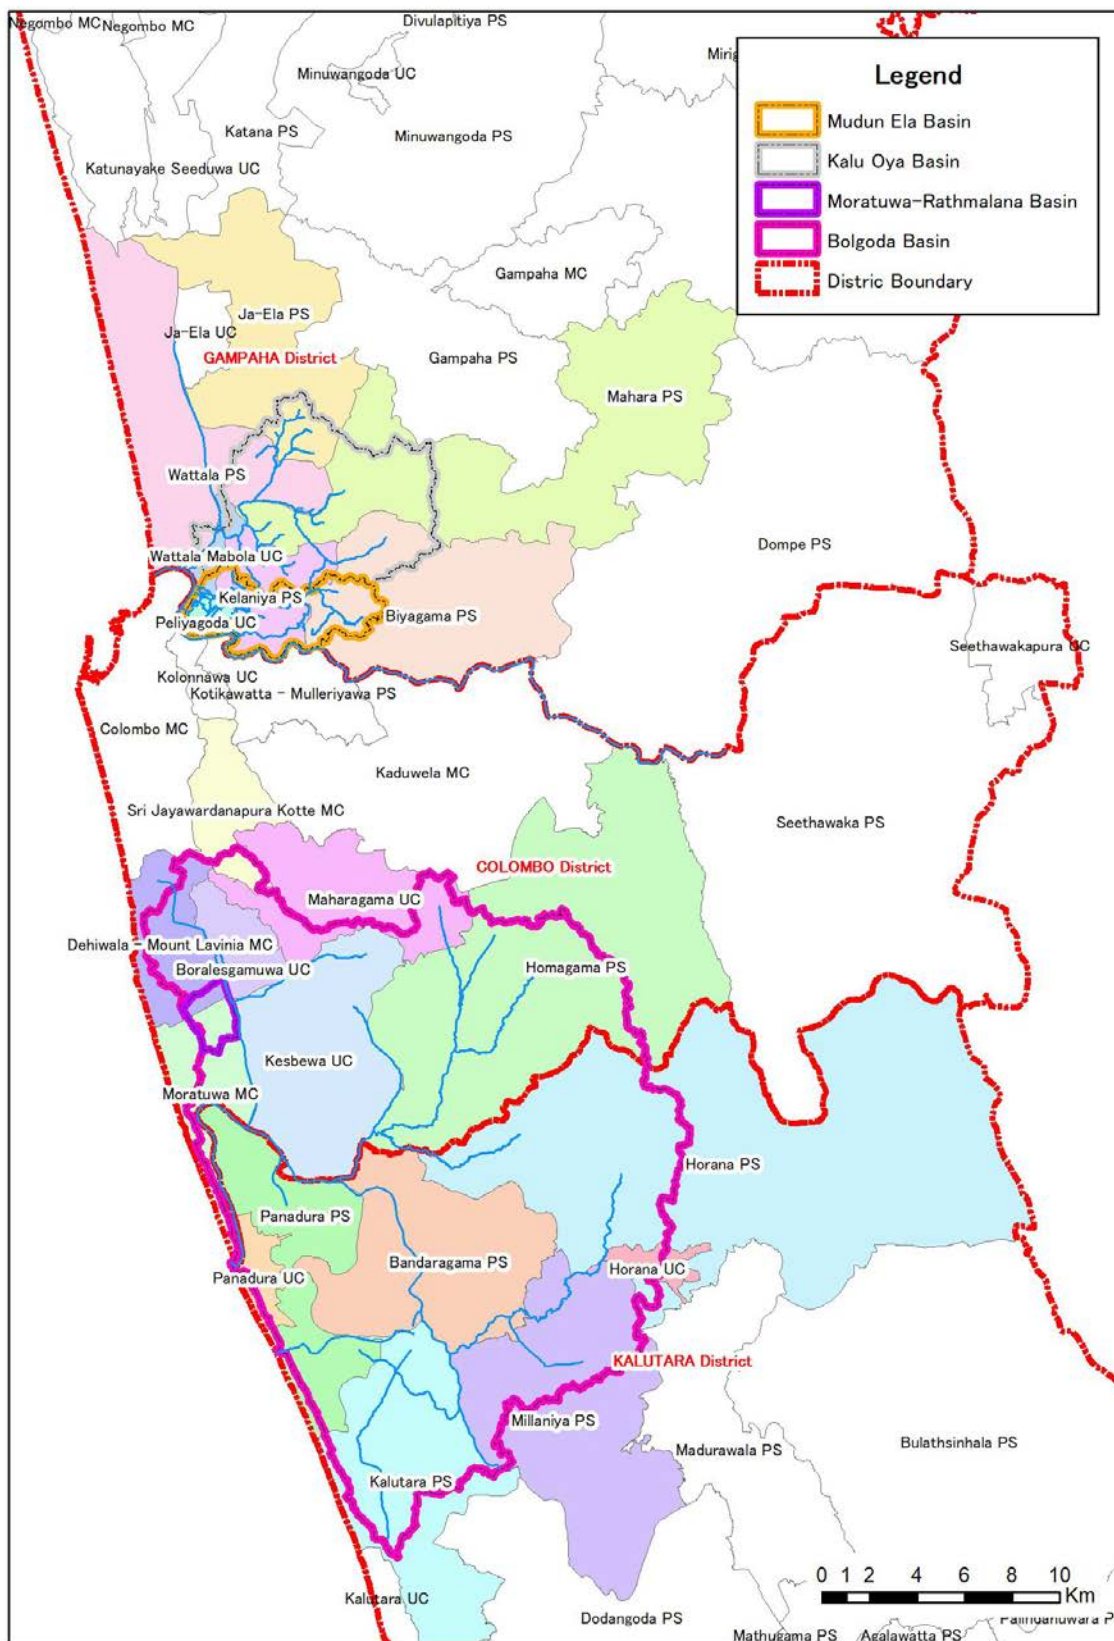 Negombo MC
Negombo MC
Divulapitiya PS
Minuwangoda UC
Legend
Mudun Ela Basin
Kalu Oya Basin
Moratuwa-Rathmalana Basin
Bolgoda Basin
Distric Boundary
Katana PS
Minuwangoda PS
Katunayake Seeduwa UC
Gampaha MC
Ja-Ela PS
Ja-Ela UC
GAMPAHA District
Gampaha PS
Mahara PS
Wattala PS
Dompe PS
Wattala Mabola UC
Kelaniya PS
Biyagama PS
Peliyagoda UC
Seethawakapura UC
Kolonnawa UC
Kotikawatta - Mulleriyawa PS
Colombo MC
Kaduwela MC
Sri Jayawardanapura Kotte MC
Seethawaka PS
COLOMBO District
Maharagama UC
Dehiwala - Mount Lavinia MC
Boralesgamuwa UC
Homagama PS
Kesbewa UC
Moratuwa MC
Horana PS
Panadura PS
Bandaragama PS
Horana UC
Panadura UC
KALUTARA District
Millaniya PS
Madurawala PS
Bulathsinhala PS
Kalutara PS
0 1 2 4 6 8 10
Km
Kalutara UC
Dodangoda PS
Mathugama PS
Agalawatta PS